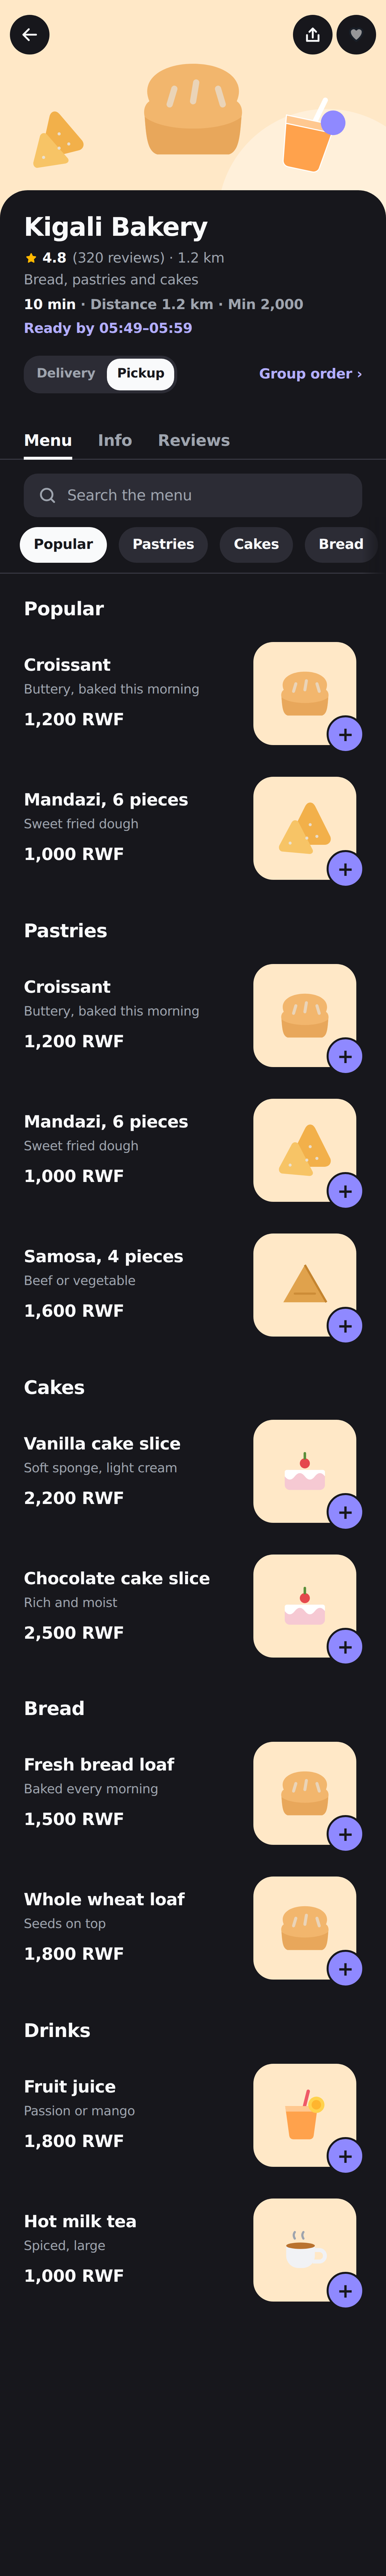 Kigali Bakery
4.8 (320 reviews) · 1.2 km
Bread, pastries and cakes
10 min · Distance 1.2 km · Min 2,000
Ready by 05:49–05:59
Delivery Pickup Group order ›
Menu Info Reviews
Search the menu
Popular Pastries Cakes Bread
Popular
Croissant
Buttery, baked this morning
1,200 RWF
Mandazi, 6 pieces
Sweet fried dough
1,000 RWF
Pastries
Croissant
Buttery, baked this morning
1,200 RWF
Mandazi, 6 pieces
Sweet fried dough
1,000 RWF
Samosa, 4 pieces
Beef or vegetable
1,600 RWF
Cakes
Vanilla cake slice
Soft sponge, light cream
2,200 RWF
Chocolate cake slice
Rich and moist
2,500 RWF
Bread
Fresh bread loaf
Baked every morning
1,500 RWF
Whole wheat loaf
Seeds on top
1,800 RWF
Drinks
Fruit juice
Passion or mango
1,800 RWF
Hot milk tea
Spiced, large
1,000 RWF